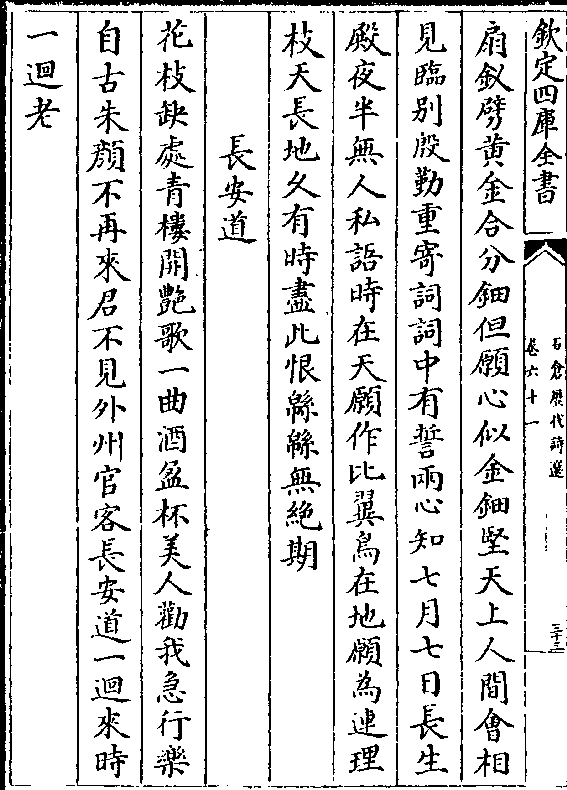 欽定四庫全書
石倉歷代詩選
卷六十一
三十三
扇釵劈黄金合分鈿但願心似金鈿堅天上人間會相
見臨别殷勤重寄詞詞中有誓兩心知七月七日長生
殿夜半無人私語時在天願作比翼鳥在地願為連理
枝天長地久有時盡此恨緜緜無絶期
長安道
花枝缺處青樓開艷歌一曲酒盈杯美人勸我急行樂
自古朱顔不再來君不見外州官客長安道一迴來時
一迴老